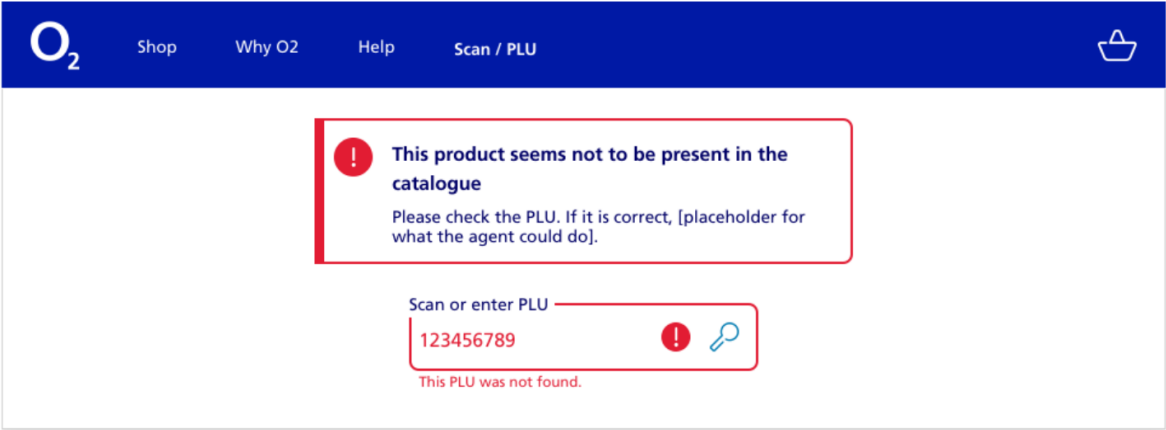 O2
Shop Why O2 Help Scan / PLU
This product seems not to be present in the
catalogue
Please check the PLU. If it is correct, [placeholder for
what the agent could do].
Scan or enter PLU
123456789
This PLU was not found.